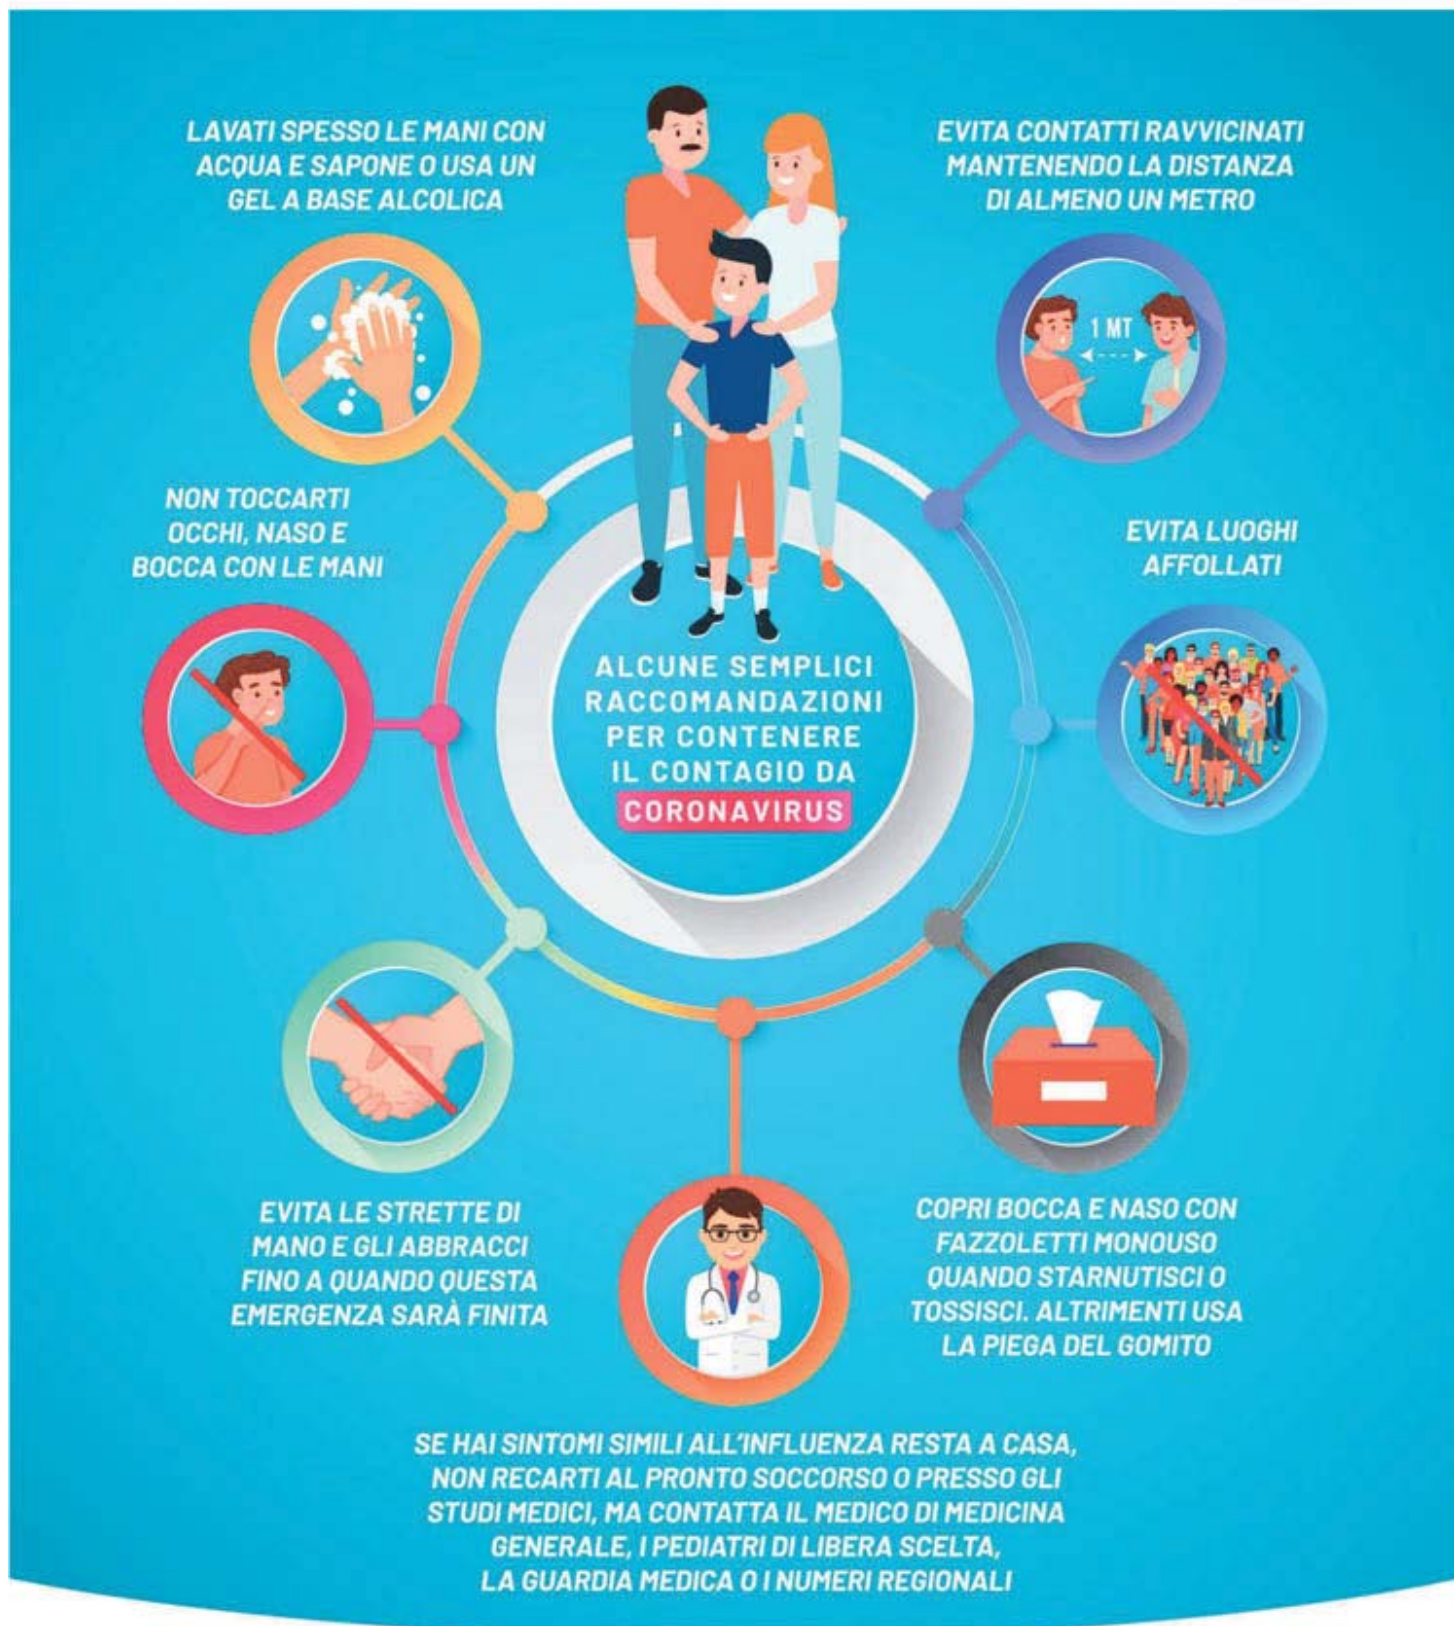 LAVATI SPESSO LE MANI CON
ACQUA E SAPONE O USA UN
GEL A BASE ALCOLICA
EVITA CONTATTI RAVVICINATI
MANTENENDO LA DISTANZA
DI ALMENO UN METRO
1 MT
NON TOCCARTI
OCCHI, NASO E
BOCCA CON LE MANI
EVITA LUOGHI
AFFOLLATI
ALCUNE SEMPLICI
RACCOMANDAZIONI
PER CONTENERE
IL CONTAGIO DA
CORONAVIRUS
EVITA LE STRETTE DI
MANO E GLI ABBRACCI
FINO A QUANDO QUESTA
EMERGENZA SARÀ FINITA
COPRI BOCCA E NASO CON
FAZZOLETTI MONOUSO
QUANDO STARNUTISCI O
TOSSISCI. ALTRIMENTI USA
LA PIEGA DEL GOMITO
SE HAI SINTOMI SIMILI ALL'INFLUENZA RESTA A CASA,
NON RECARTI AL PRONTO SOCCORSO O PRESSO GLI
STUDI MEDICI, MA CONTATTA IL MEDICO DI MEDICINA
GENERALE, I PEDIATRI DI LIBERA SCELTA,
LA GUARDIA MEDICA O I NUMERI REGIONALI